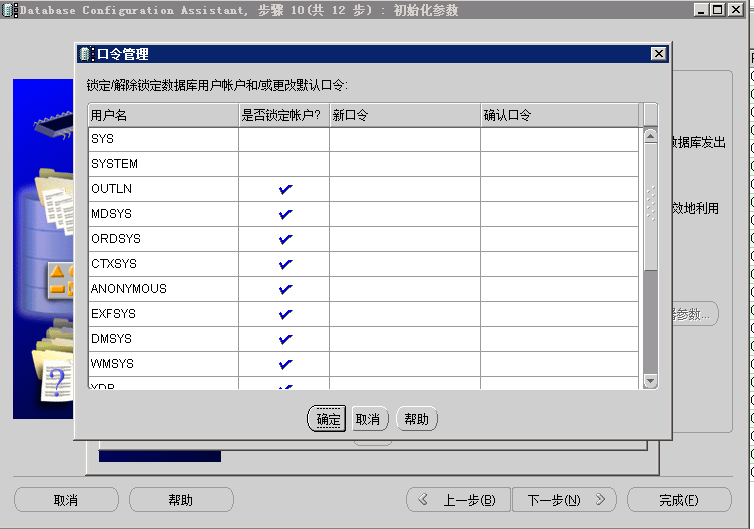 Database Configuration Assistant, 步骤 10(共 12 步) : 初始化参数
口令管理
锁定/解除锁定数据库用户帐户和/或更改默认口令:
用户名 是否锁定帐户? 新口令 确认口令
SYS
SYSTEM
OUTLN
MDSYS
ORDSYS
CTXSYS
ANONYMOUS
EXFSYS
DMSYS
WMSYS
XDB
数据库发出
效地利用
参数...
确定 取消 帮助
取消 帮助 上一步(B) 下一步(N) 完成(F)